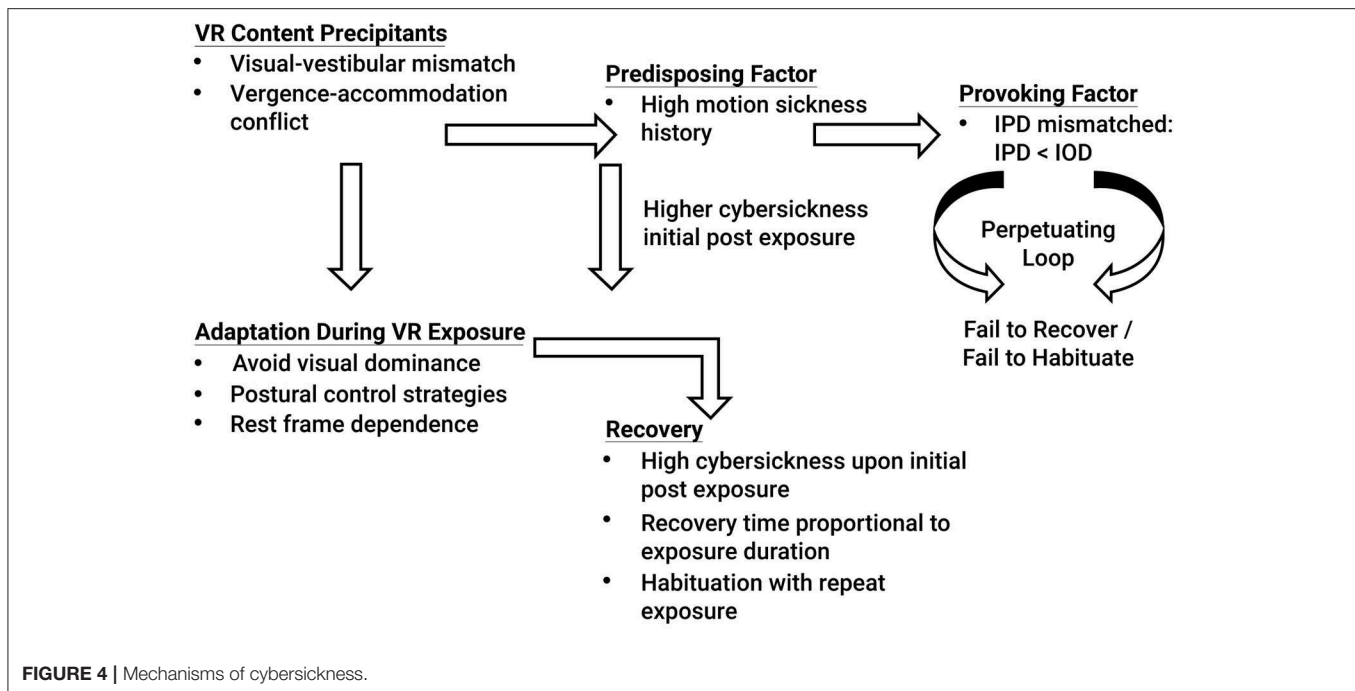 VR Content Precipitants
• Visual-vestibular mismatch
• Vergence-accommodation
conflict
Predisposing Factor
• High motion sickness
history
Provoking Factor
• IPD mismatched:
IPD < IOD
Higher cybersickness
initial post exposure
Perpetuating
Loop
Fail to Recover /
Fail to Habituate
Adaptation During VR Exposure
• Avoid visual dominance
• Postural control strategies
• Rest frame dependence
Recovery
• High cybersickness upon initial
post exposure
• Recovery time proportional to
exposure duration
• Habituation with repeat
exposure
FIGURE 4 | Mechanisms of cybersickness.